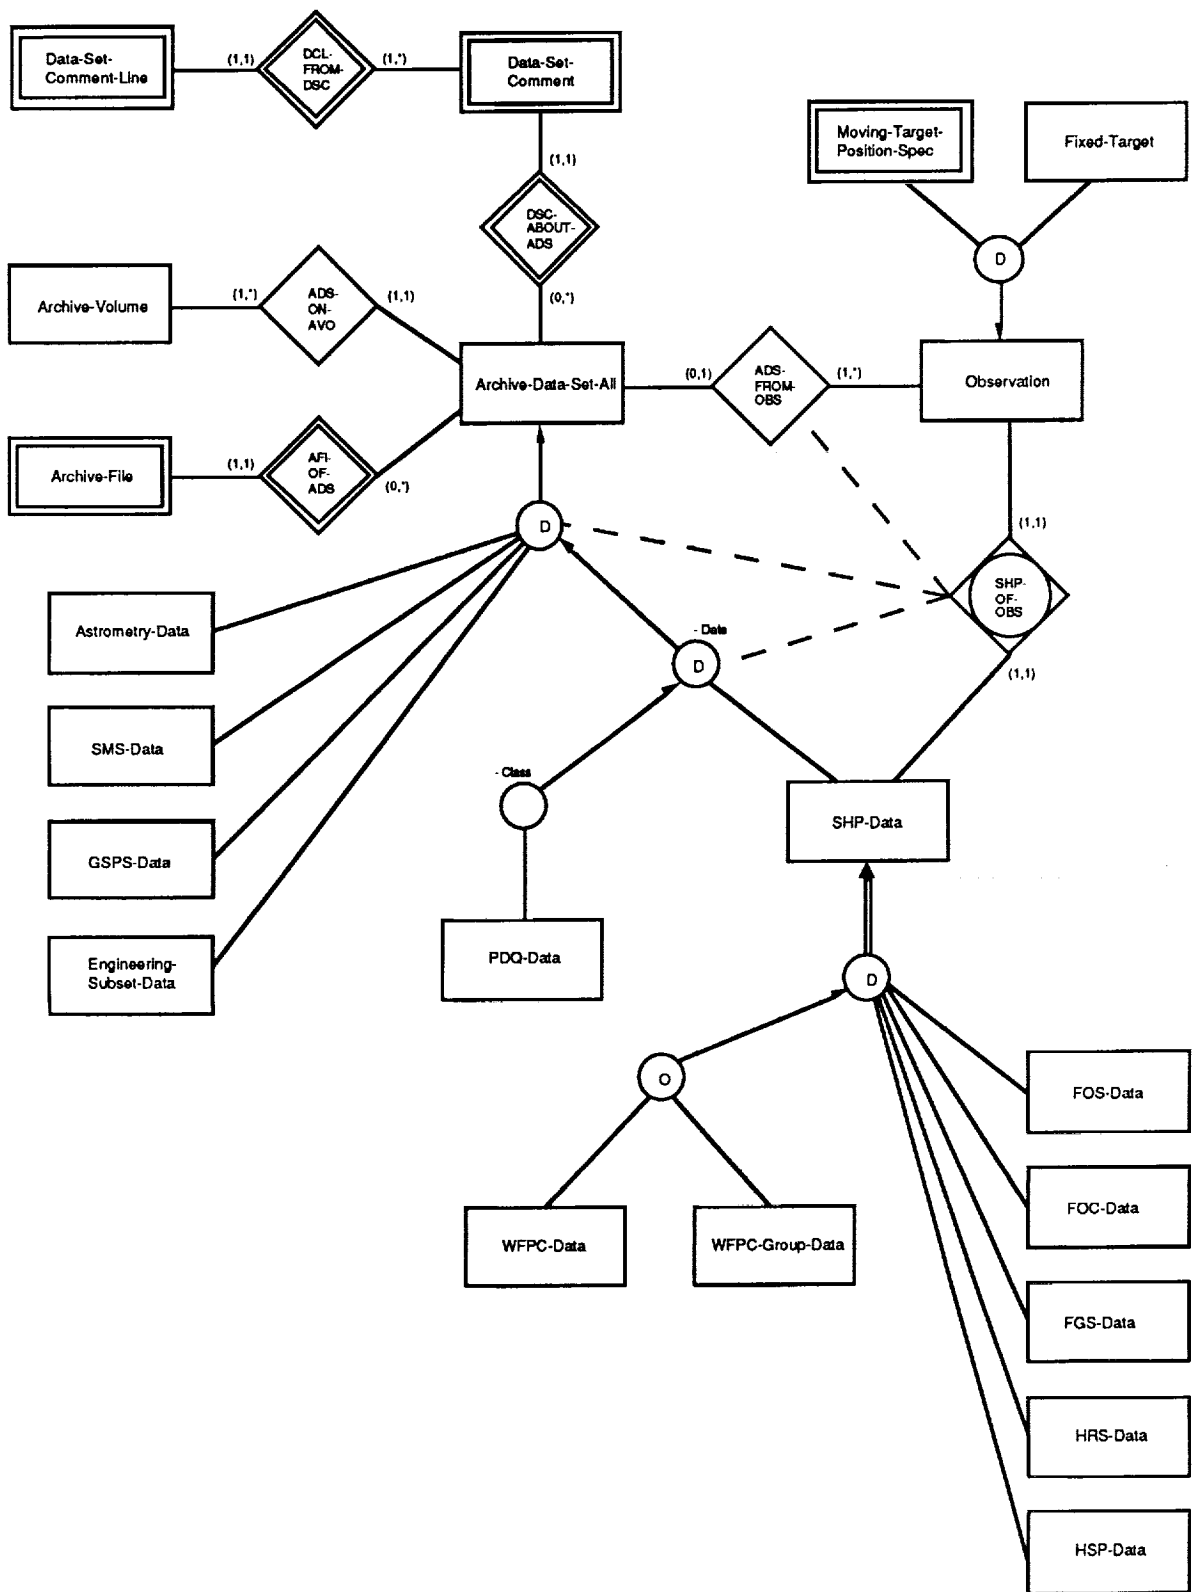 Data-Set-
Comment-Line
(1,1)
DCL-
FROM-
DSC
(1,*)
Data-Set-
Comment
(1,1)
DSC-
ABOUT-
ADS
(0,*)
Moving-Target-
Position-Spec
Fixed-Target
D
Archive-Volume
(1,*)
ADS-
ON-
AVO
(1,1)
Archive-Data-Set-All
(0,1)
ADS-
FROM-
OBS
(1,*)
Observation
Archive-File
(1,1)
AFI-
OF-
ADS
(0,*)
D
(1,1)
SHP-
OF-
OBS
(1,1)
Astrometry-Data
- Data
D
SMS-Data
- Class
GSPS-Data
SHP-Data
Engineering-
Subset-Data
PDQ-Data
D
O
FOS-Data
WFPC-Data
WFPC-Group-Data
FOC-Data
FGS-Data
HRS-Data
HSP-Data